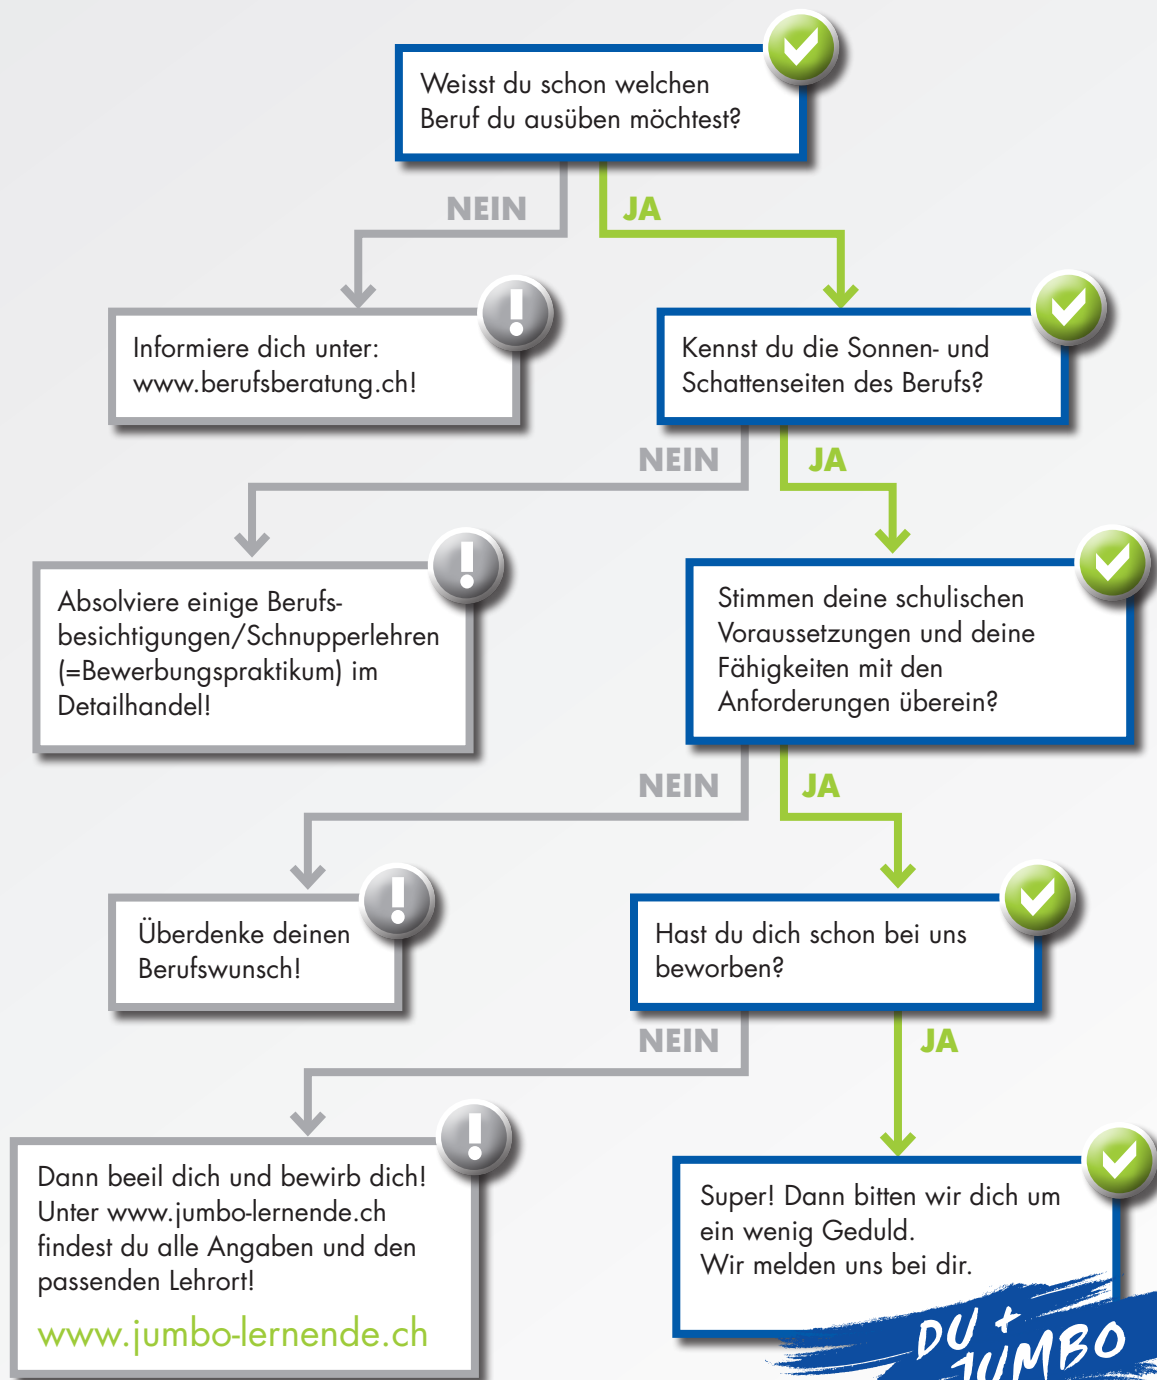 Weisst du schon welchen
Beruf du ausüben möchtest?
NEIN
JA
Informiere dich unter:
www.berufsberatung.ch!
Kennst du die Sonnen- und
Schattenseiten des Berufs?
NEIN
JA
Absolviere einige Berufs-
besichtigungen/Schnupperlehren
(=Bewerbungspraktikum) im
Detailhandel!
Stimmen deine schulischen
Voraussetzungen und deine
Fähigkeiten mit den
Anforderungen überein?
NEIN
JA
Überdenke deinen
Berufswunsch!
Hast du dich schon bei uns
beworben?
NEIN
JA
Dann beeil dich und bewirb dich!
Unter www.jumbo-lernende.ch
findest du alle Angaben und den
passenden Lehrort!
www.jumbo-lernende.ch
Super! Dann bitten wir dich um
ein wenig Geduld.
Wir melden uns bei dir.
DU +
JUMBO